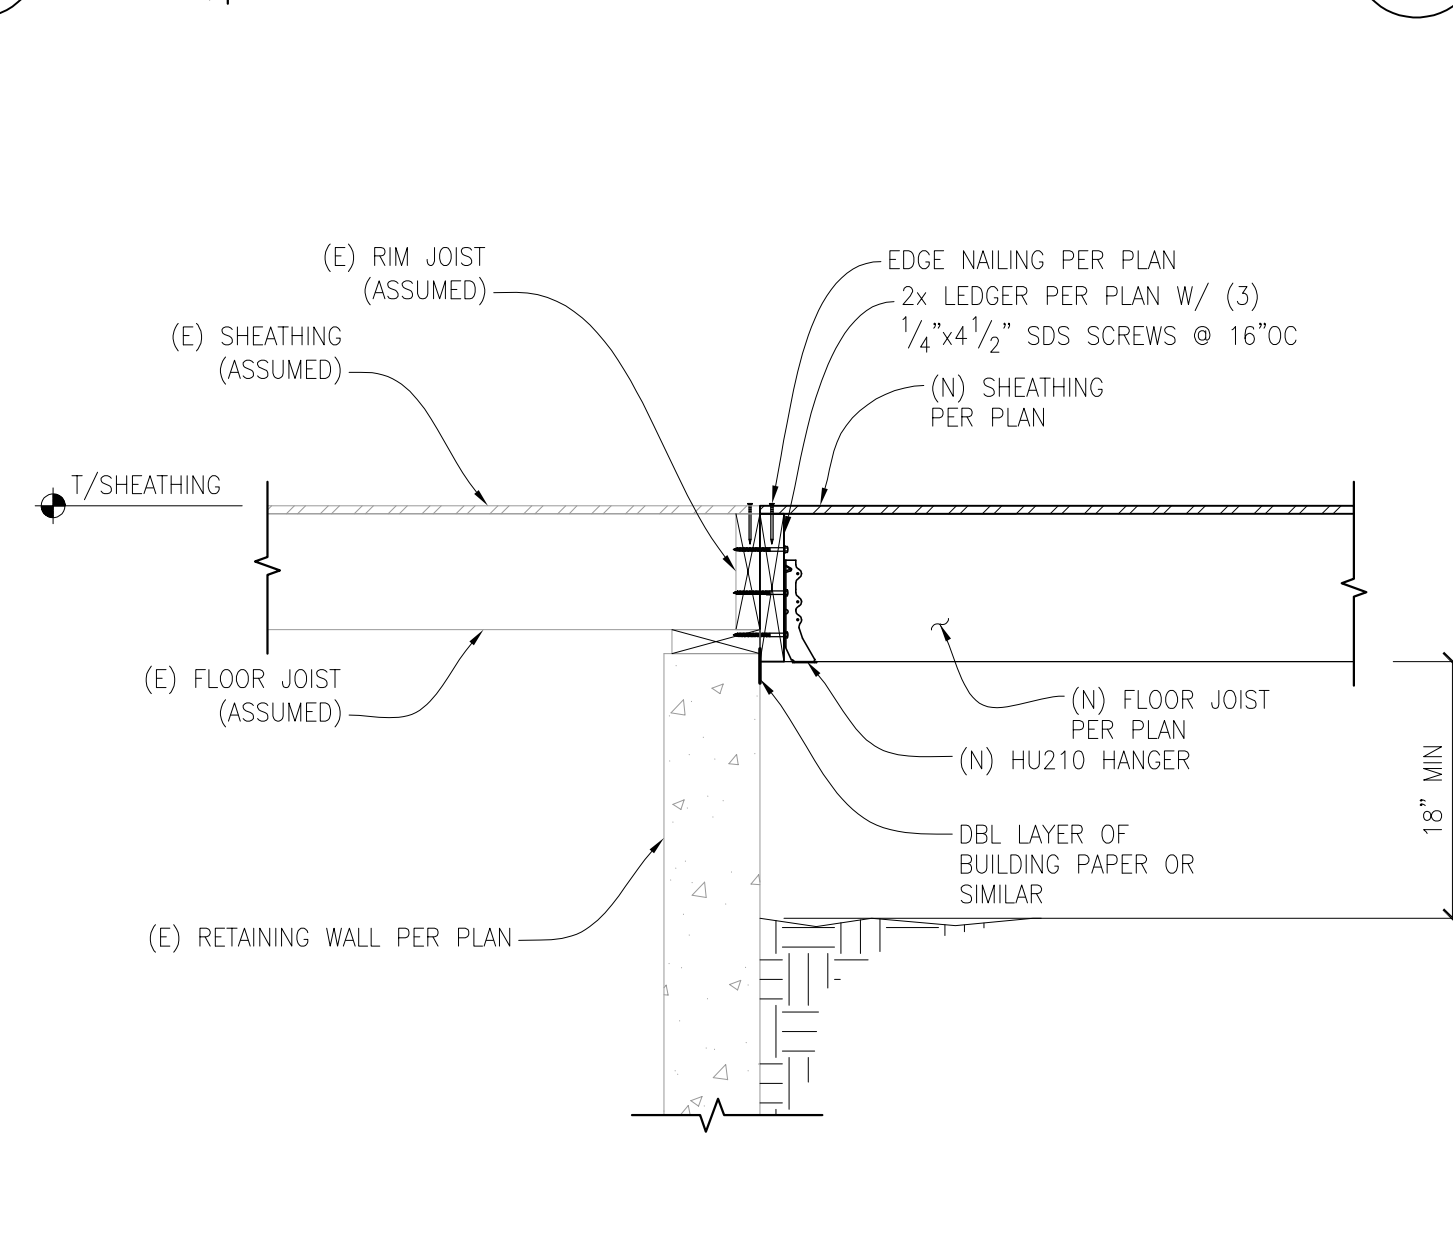 (E) RIM JOIST
(ASSUMED)
(E) SHEATHING
(ASSUMED)
T/SHEATHING
(E) FLOOR JOIST
(ASSUMED)
(E) RETAINING WALL PER PLAN
EDGE NAILING PER PLAN
2x LEDGER PER PLAN W/ (3)
1/4"x4 1/2" SDS SCREWS @ 16"OC
(N) SHEATHING
PER PLAN
(N) FLOOR JOIST
PER PLAN
(N) HU210 HANGER
DBL LAYER OF
BUILDING PAPER OR
SIMILAR
18" MIN